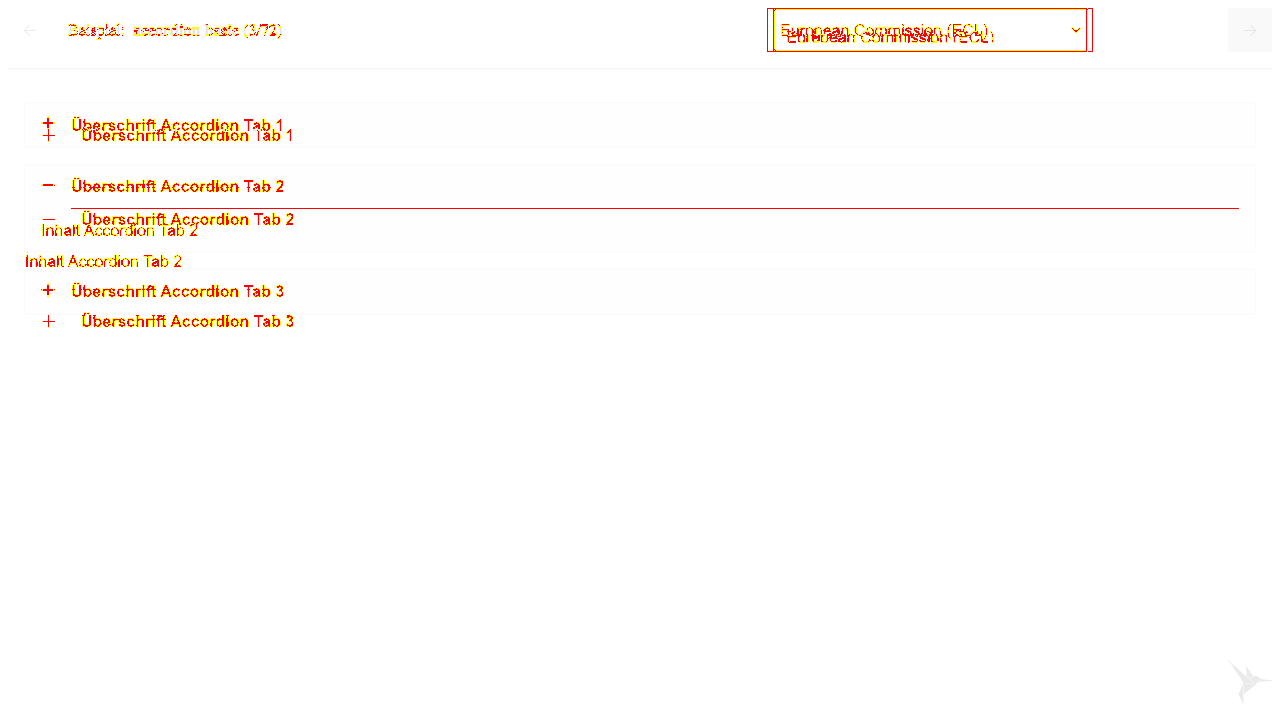 Beispiel: accordion basic (3/72)
European Commission (ECL)
European Commission (ECL)
Überschrift Accordion Tab 1
Überschrift Accordion Tab 1
Überschrift Accordion Tab 2
Überschrift Accordion Tab 2
Inhalt Accordion Tab 2
Inhalt Accordion Tab 2
Überschrift Accordion Tab 3
Überschrift Accordion Tab 3